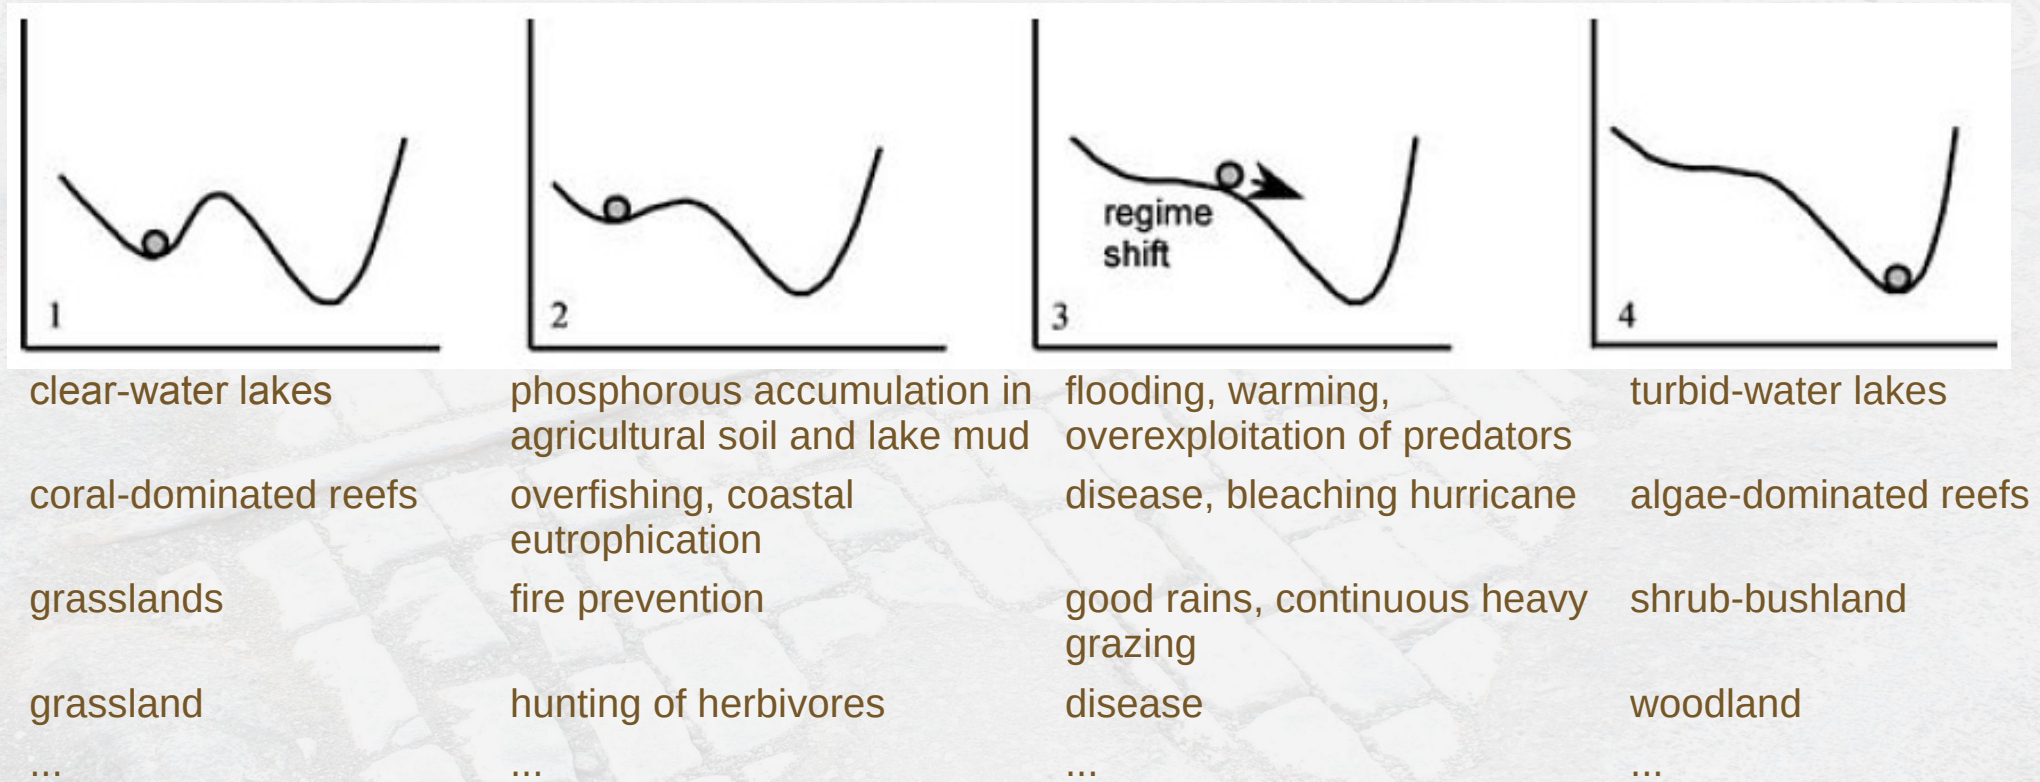 regime
shift
1
2
3
4
clear-water lakes
phosphorous accumulation in
agricultural soil and lake mud
flooding, warming,
overexploitation of predators
turbid-water lakes
coral-dominated reefs
overfishing, coastal
eutrophication
disease, bleaching hurricane
algae-dominated reefs
grasslands
fire prevention
good rains, continuous heavy
grazing
shrub-bushland
grassland
hunting of herbivores
disease
woodland
...
...
...
...